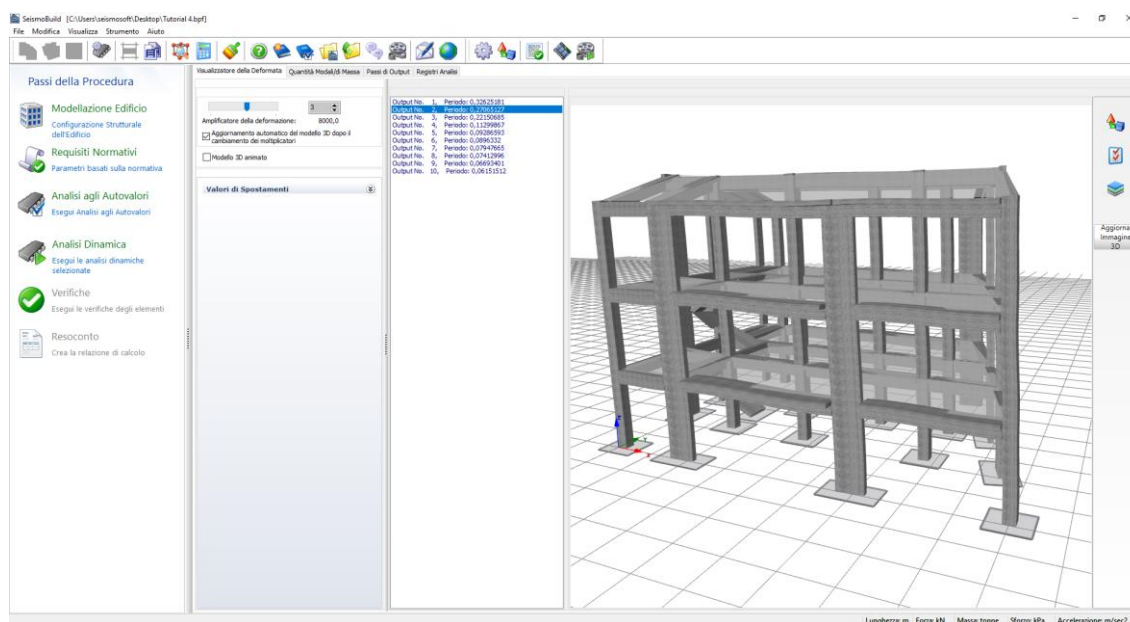 SeismoBuild [C:\Users\seismosoft\Desktop\Tutorial 4.bpf]
File Modifica Visualizza Strumento Aiuto
Passi della Procedura
Modellazione Edificio
Configurazione Strutturale
dell'Edificio
Requisiti Normativi
Parametri basati sulla normativa
Analisi agli Autovalori
Esegui Analisi agli Autovalori
Analisi Dinamica
Esegui le analisi dinamiche
selezionate
Verifiche
Esegui le verifiche degli elementi
Resoconto
Crea la relazione di calcolo
Visualizzatore della Deformata Quantità Modali/di Massa Passi di Output Registri Analisi
3
Amplificatore della deformazione: 8000,0
Aggiornamento automatico del modello 3D dopo il
cambiamento dei moltiplicatori
Modello 3D animato
Valori di Spostamenti
Output No. 1, Periodo: 0,32625181
Output No. 2, Periodo: 0,27065127
Output No. 3, Periodo: 0,22150685
Output No. 4, Periodo: 0,11299867
Output No. 5, Periodo: 0,09286593
Output No. 6, Periodo: 0,0896332
Output No. 7, Periodo: 0,07947665
Output No. 8, Periodo: 0,07412996
Output No. 9, Periodo: 0,06693401
Output No. 10, Periodo: 0,06151512
Aggiorna
Immagine
3D
Lunghezza: m Forza: kN Massa: tonne Sforzo: kPa Accelerazione: m/sec2